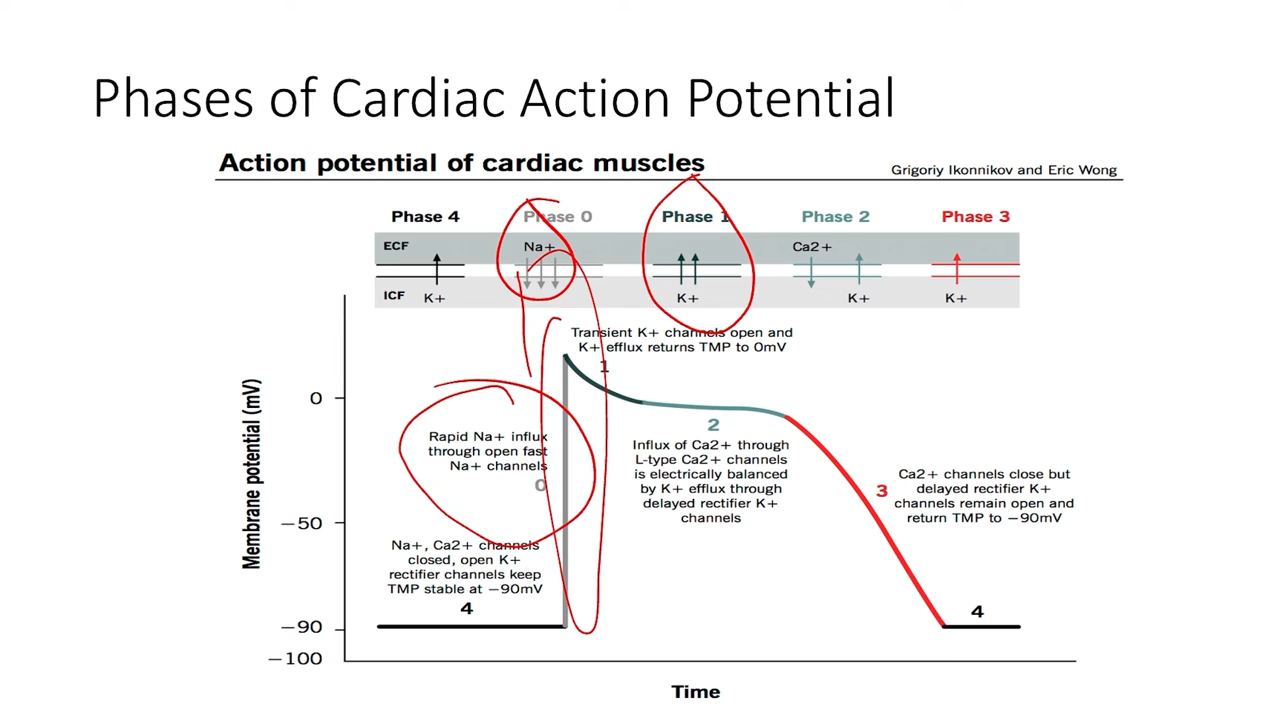 Phases of Cardiac Action Potential
Action potential of cardiac muscles
Grigoriy Ikonnikov and Eric Wong
Phase 4 Phase 0 Phase 1 Phase 2 Phase 3
ECF Na+ Ca2+
ICF K+ K+ K+ K+
Transient K+ channels open and
K+ efflux returns TMP to 0mV
1
Membrane potential (mV)
0
−50
−90
−100
Rapid Na+ influx
through open fast
Na+ channels
0
Na+, Ca2+ channels
closed, open K+
rectifier channels keep
TMP stable at −90mV
4
2
Influx of Ca2+ through
L-type Ca2+ channels
is electrically balanced
by K+ efflux through
delayed rectifier K+
channels
3
Ca2+ channels close but
delayed rectifier K+
channels remain open and
return TMP to −90mV
4
Time